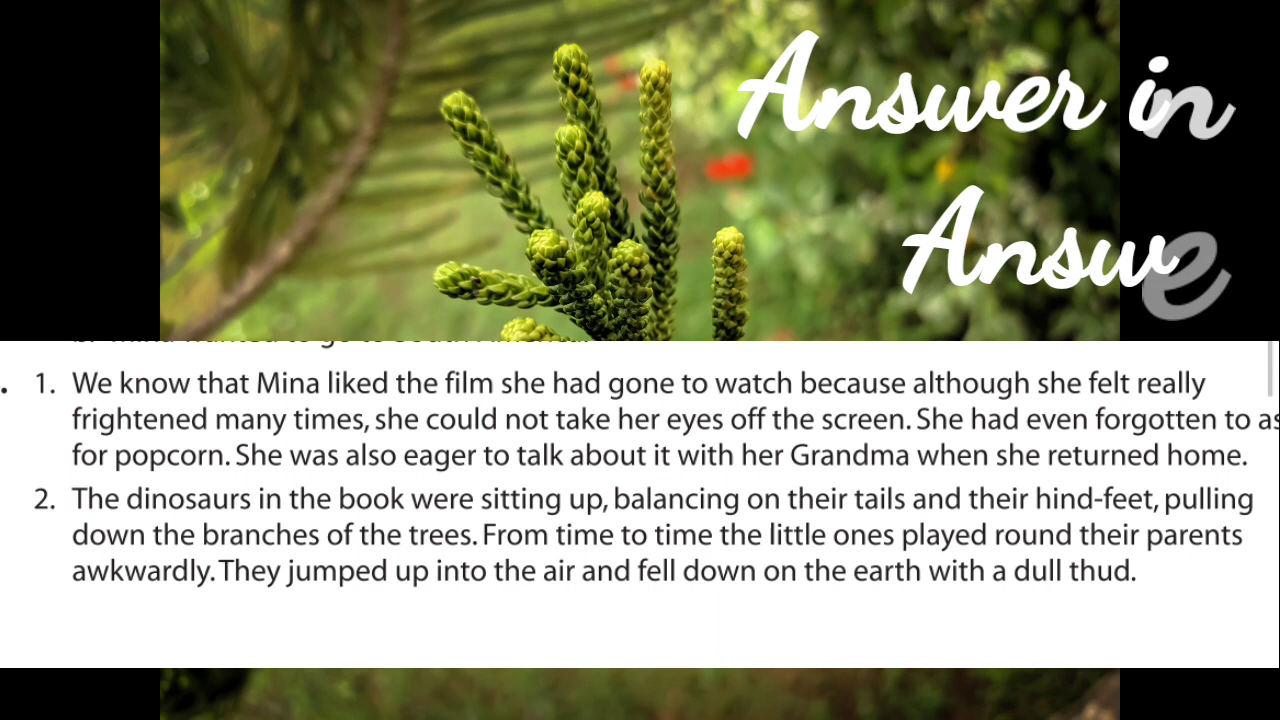 Answer in
Answe
1. We know that Mina liked the film she had gone to watch because although she felt really
frightened many times, she could not take her eyes off the screen. She had even forgotten to as
for popcorn. She was also eager to talk about it with her Grandma when she returned home.
2. The dinosaurs in the book were sitting up, balancing on their tails and their hind-feet, pulling
down the branches of the trees. From time to time the little ones played round their parents
awkwardly. They jumped up into the air and fell down on the earth with a dull thud.